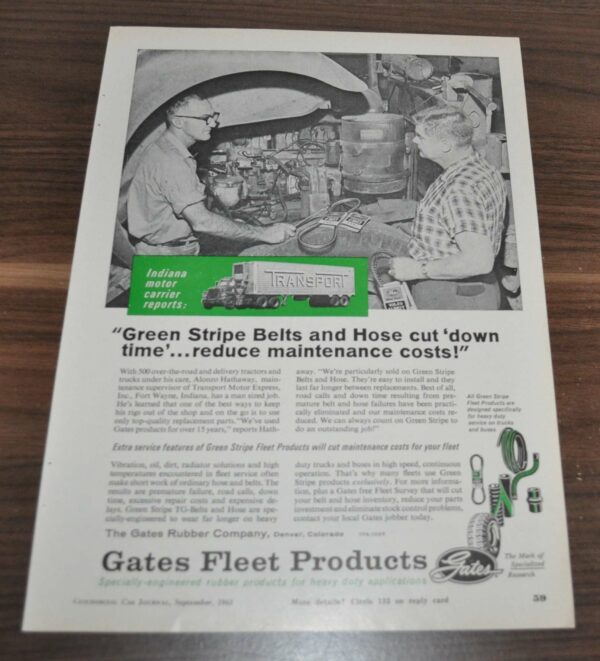 Indiana
motor
carrier
reports:
TRANSPORT
"Green Stripe Belts and Hose cut 'down
time'...reduce maintenance costs!"
With 500 over-the-road and delivery tractors and
trucks under his care, Alonzo Hathaway, main-
tenance supervisor of Transport Motor Express,
Inc., Fort Wayne, Indiana, has a man sized job.
He's learned that one of the best ways to keep
his rigs out of the shop and on the go is to use
only top-quality replacement parts. "We've used
Gates products for over 15 years," reports Hath-
away. "We're particularly sold on Green Stripe
Belts and Hose. They're easy to install and they
last far longer between replacements. Best of all,
road calls and down time resulting from pre-
mature belt and hose failures have been practi-
cally eliminated and our maintenance costs re-
duced. We can always count on Green Stripe to
do an outstanding job!"
All Green Stripe
Fleet Products are
designed specifically
for heavy duty
service on trucks
and buses
Extra service features of Green Stripe Fleet Products will cut maintenance costs for your fleet
Vibration, oil, dirt, radiator solutions and high
temperatures encountered in fleet service often
make short work of ordinary hose and belts. The
results are premature failure, road calls, down
time, excessive repair costs and expensive de-
lays. Green Stripe TG-Belts and Hose are spe-
cially-engineered to wear far longer on heavy
duty trucks and buses in high speed, continuous
operation. That's why many fleets use Green
Stripe products exclusively. For more informa-
tion, plus a Gates free Fleet Survey that will cut
your belt and hose inventory, reduce your parts
investment and eliminate stock control problems,
contact your local Gates jobber today.
The Gates Rubber Company, Denver, Colorado
Gates Fleet Products
Gates
The Mark of
Specialized
Research
Specially-engineered rubber products for heavy duty applications
Commercial Car Journal, September, 1961
More details? Circle 133 on reply card
59